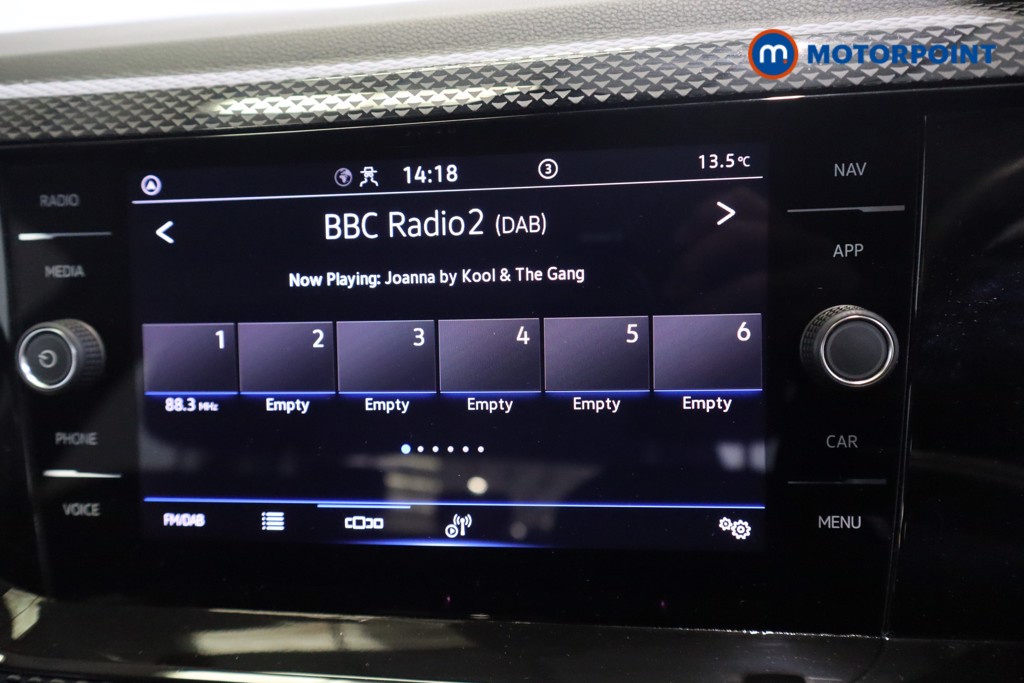 m MOTORPOINT
RADIO
MEDIA
PHONE
VOICE
14:18
3
13.5°C
BBC Radio2 (DAB)
Now Playing: Joanna by Kool & The Gang
1 2 3 4 5 6
88.3 MHz Empty Empty Empty Empty Empty
FM/DAB
NAV
APP
CAR
MENU